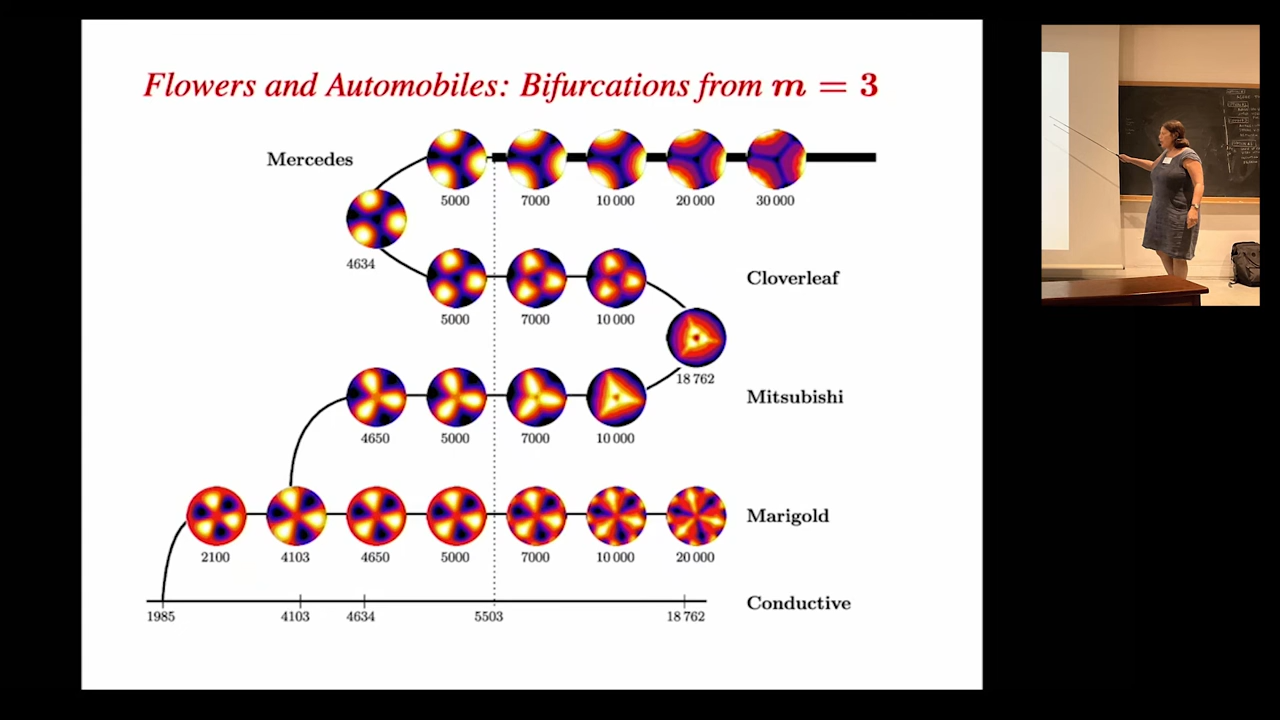 Flowers and Automobiles: Bifurcations from m = 3
Mercedes
5000 7000 10 000 20 000 30 000
4634
Cloverleaf
5000 7000 10 000
18 762
Mitsubishi
4650 5000 7000 10 000
Marigold
2100 4103 4650 5000 7000 10 000 20 000
Conductive
1985 4103 4634 5503 18 762